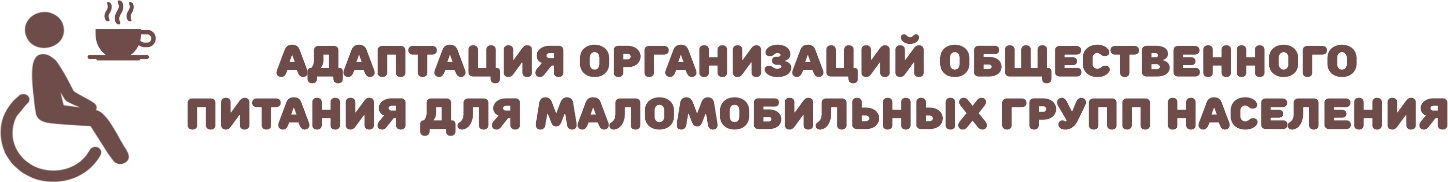 АДАПТАЦИЯ ОРГАНИЗАЦИЙ ОБЩЕСТВЕННОГО
ПИТАНИЯ ДЛЯ МАЛОМОБИЛЬНЫХ ГРУПП НАСЕЛЕНИЯ